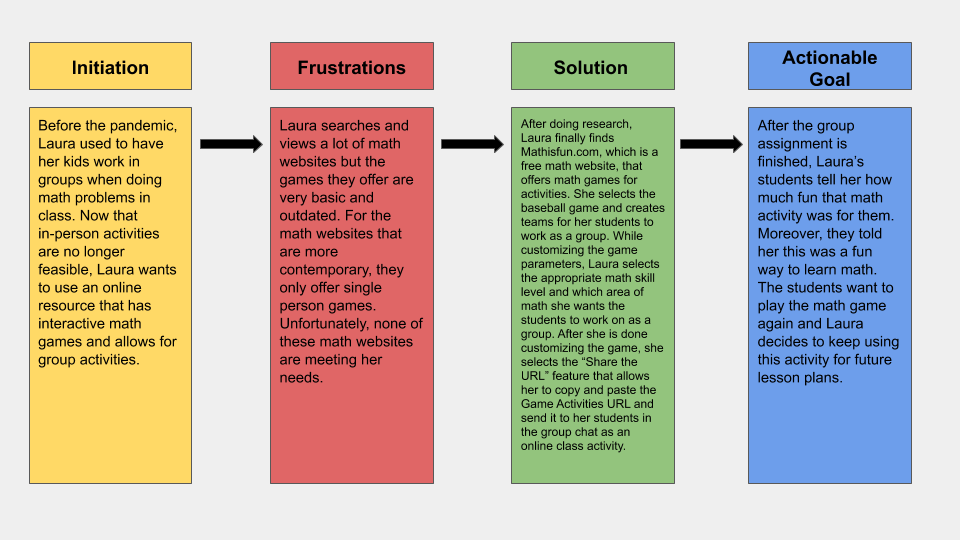 Initiation
Before the pandemic,
Laura used to have
her kids work in
groups when doing
math problems in
class. Now that
in-person activities
are no longer
feasible, Laura wants
to use an online
resource that has
interactive math
games and allows for
group activities.
Frustrations
Laura searches and
views a lot of math
websites but the
games they offer are
very basic and
outdated. For the
math websites that
are more
contemporary, they
only offer single
person games.
Unfortunately, none of
these math websites
are meeting her
needs.
Solution
After doing research,
Laura finally finds
Mathisfun.com, which is a
free math website, that
offers math games for
activities. She selects the
baseball game and creates
teams for her students to
work as a group. While
customizing the game
parameters, Laura selects
the appropriate math skill
level and which area of
math she wants the
students to work on as a
group. After she is done
customizing the game, she
selects the “Share the
URL” feature that allows
her to copy and paste the
Game Activities URL and
send it to her students in
the group chat as an
online class activity.
Actionable
Goal
After the group
assignment is
finished, Laura’s
students tell her how
much fun that math
activity was for them.
Moreover, they told
her this was a fun
way to learn math.
The students want to
play the math game
again and Laura
decides to keep using
this activity for future
lesson plans.